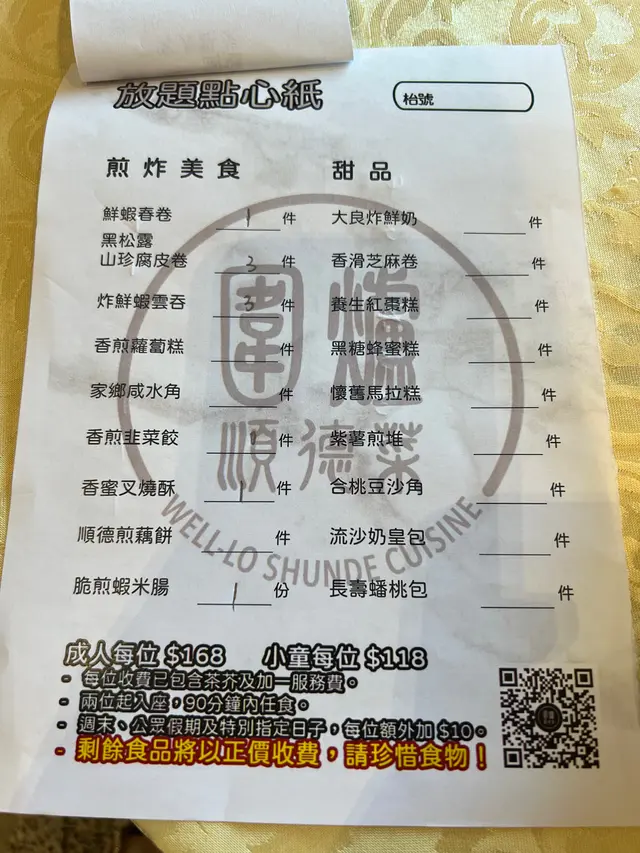 放題點心紙
枱號
煎炸美食 甜品
鮮蝦春卷 1 件 大良炸鮮奶 件
黑松露
山珍腐皮卷 3 件 香滑芝麻卷 件
炸鮮蝦雲吞 3 件 養生紅棗糕 件
香煎蘿蔔糕 件 黑糖蜂蜜糕 件
家鄉咸水角 件 懷舊馬拉糕 件
香煎韭菜餃 1 件 紫薯煎堆 件
香蜜叉燒酥 1 件 合桃豆沙角 件
順德煎藕餅 件 流沙奶皇包 件
脆煎蝦米腸 1 份 長壽蟠桃包 件
圍爐
順德菜
WELL-LO SHUNDE CUISINE
成人每位 $168 小童每位 $118
- 每位收費已包含茶芥及加一服務費。
- 兩位起入座，90分鐘內任食。
- 週末、公眾假期及特別指定日子，每位額外加 $10。
- 剩餘食品將以正價收費，請珍惜食物！